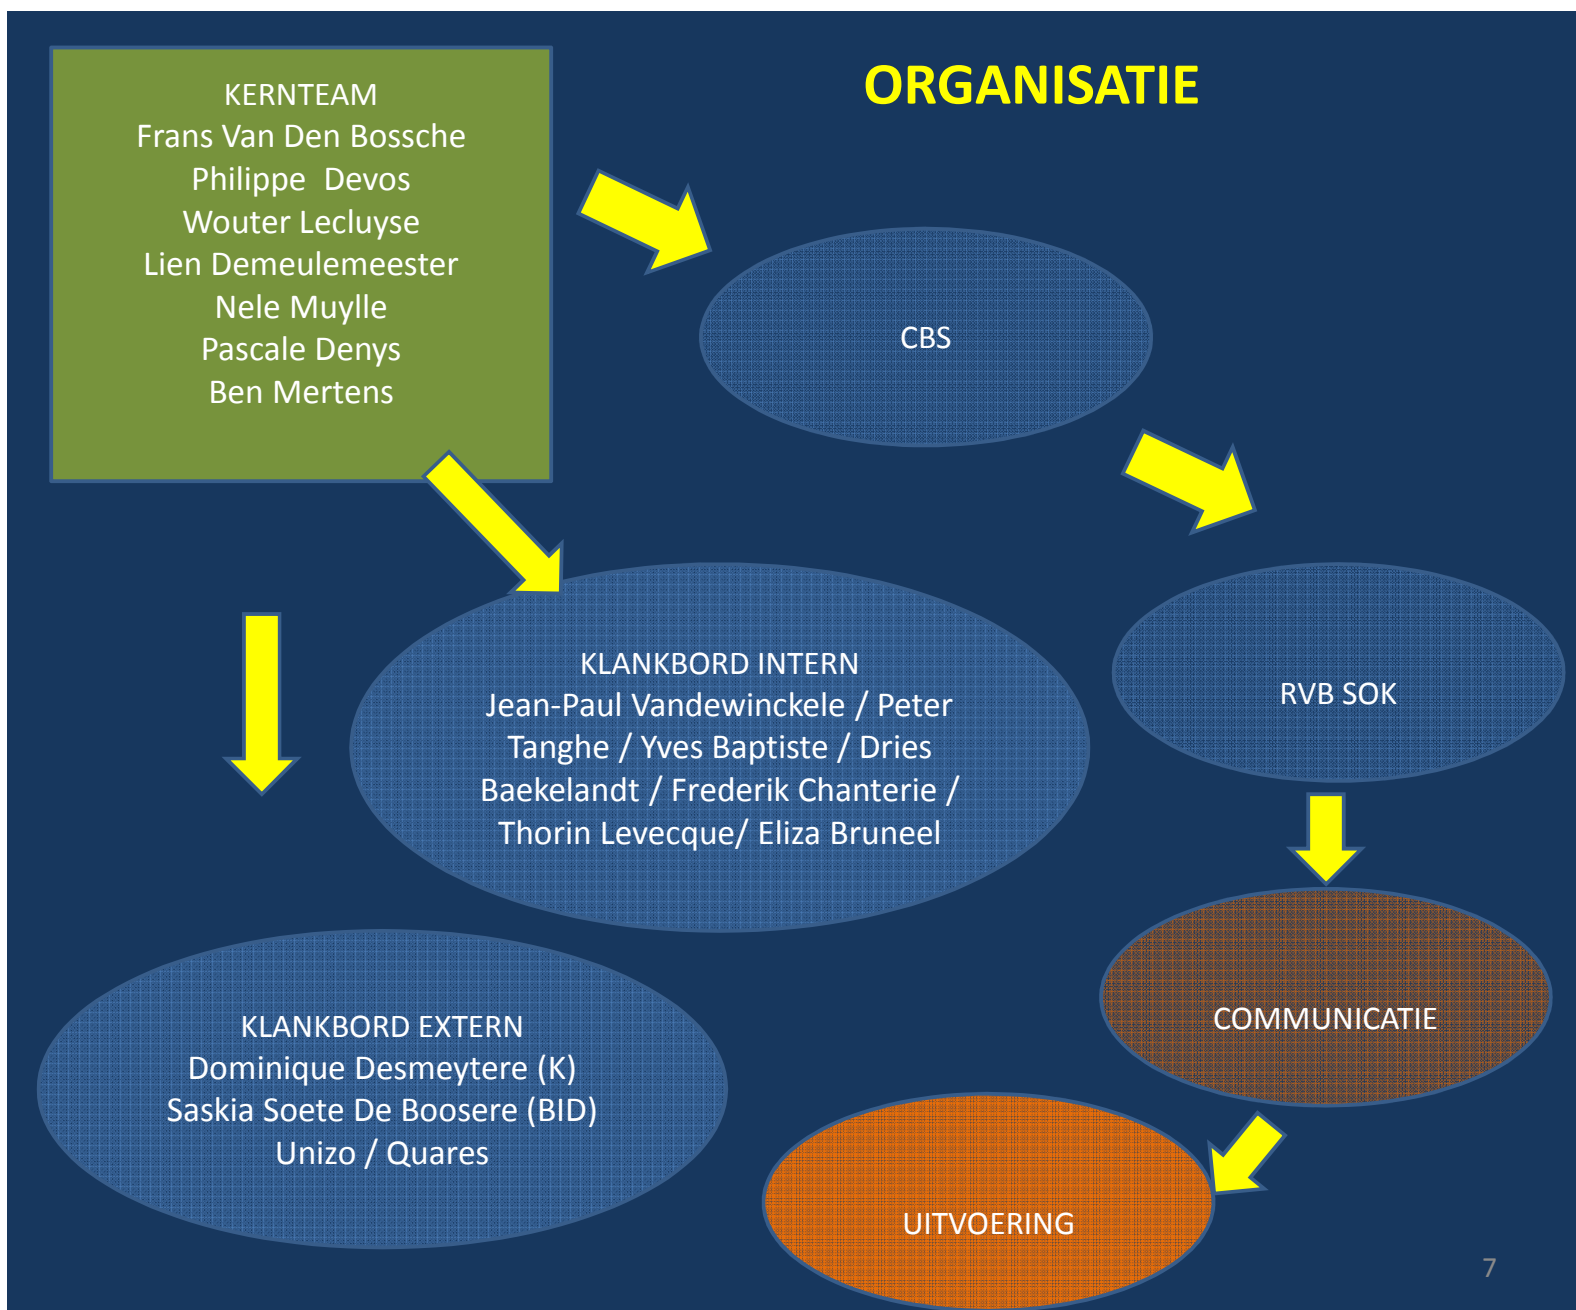 ORGANISATIE
KERNTEAM
Frans Van Den Bossche
Philippe  Devos
Wouter Lecluyse
Lien Demeulemeester
Nele Muylle
Pascale Denys
Ben Mertens
CBS
KLANKBORD INTERN
Jean-Paul Vandewinckele / Peter
Tanghe / Yves Baptiste / Dries
Baekelandt / Frederik Chanterie /
Thorin Levecque/ Eliza Bruneel
RVB SOK
KLANKBORD EXTERN
Dominique Desmeytere (K)
Saskia Soete De Boosere (BID)
Unizo / Quares
COMMUNICATIE
UITVOERING
7